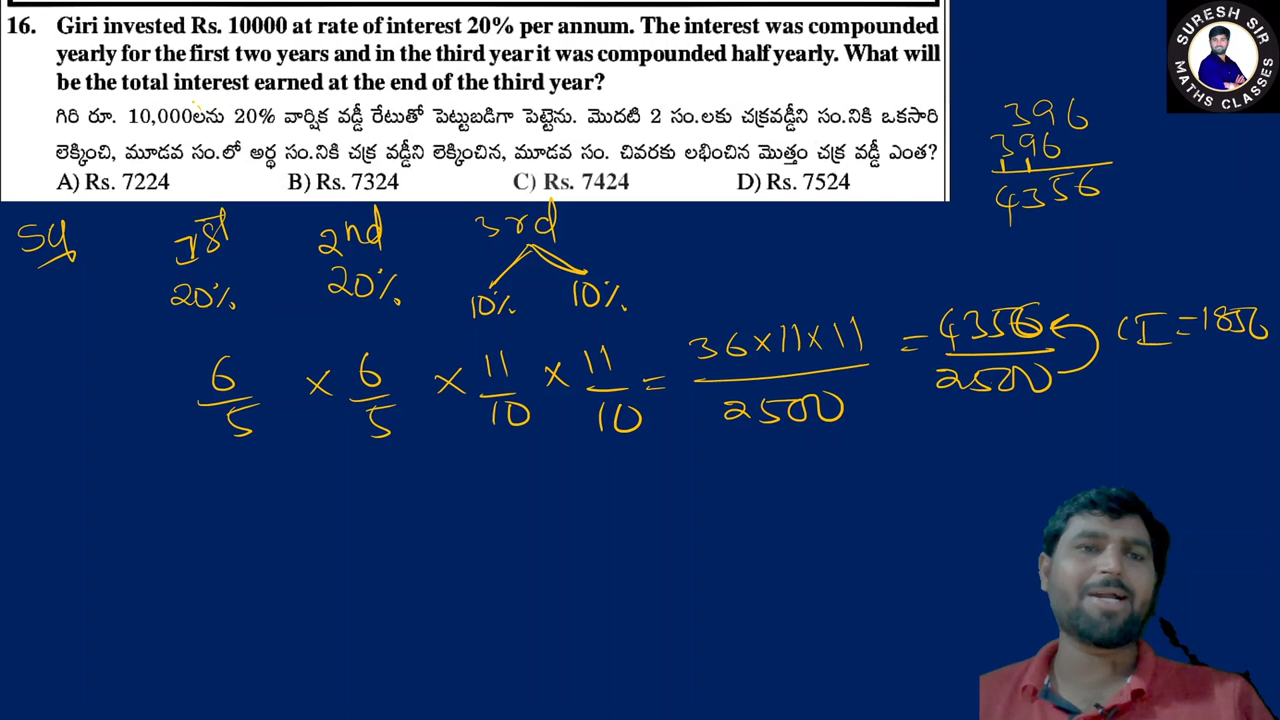 16. Giri invested Rs. 10000 at rate of interest 20% per annum. The interest was compounded
yearly for the first two years and in the third year it was compounded half yearly. What will
be the total interest earned at the end of the third year?
గిరి రూ. 10,000లను 20% వార్షిక వడ్డీ రేటుతో పెట్టుబడిగా పెట్టెను. మొదటి 2 సం.లకు చక్రవడ్డీని సం.నికి ఒకసారి
లెక్కించి, మూడవ సం.లో అర్ధ సం.నికి చక్ర వడ్డీని లెక్కించిన, మూడవ సం. చివరకు లభించిన మొత్తం చక్ర వడ్డీ ఎంత?
A) Rs. 7224 B) Rs. 7324 C) Rs. 7424 D) Rs. 7524
SURESH SIR
MATHS CLASSES
396
396
4356
1st 2nd 3rd
20% 20% 10% 10%
6/5 × 6/5 × 11/10 × 11/10 = 36×11×11/2500 = 4356/2500 CI = 1856